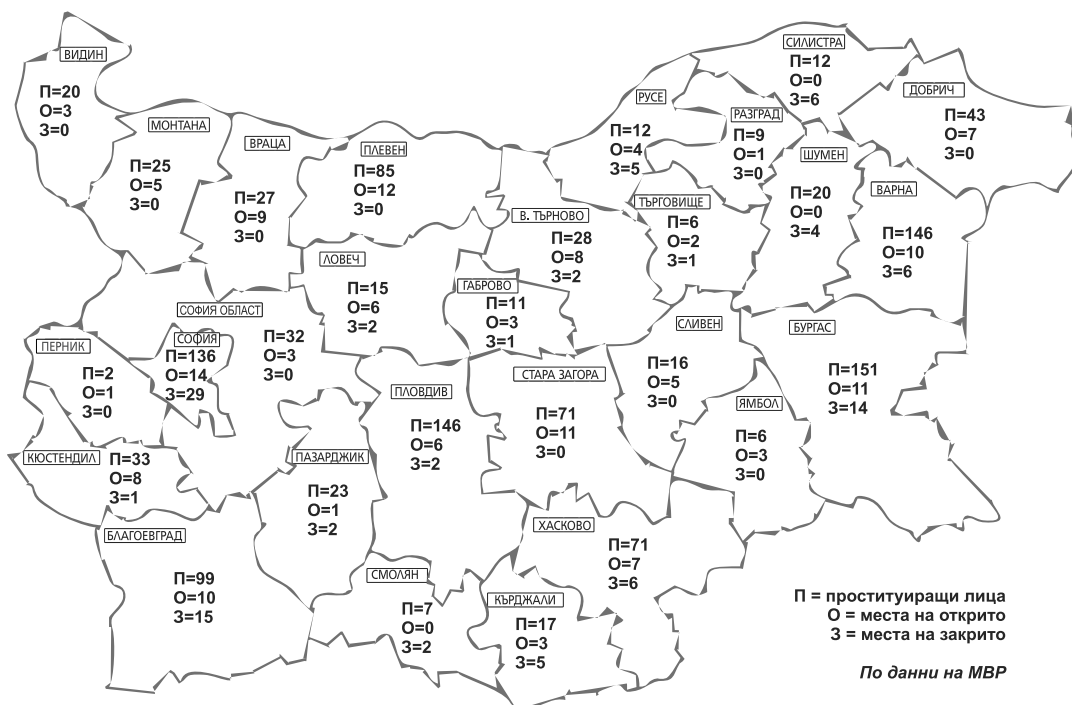 ВИДИН
П=20
О=3
З=0
МОНТАНА
П=25
О=5
З=0
ВРАЦА
П=27
О=9
З=0
ПЛЕВЕН
П=85
О=12
З=0
РУСЕ
П=12
О=4
З=5
СИЛИСТРА
П=12
О=0
З=6
РАЗГРАД
П=9
О=1
З=0
ДОБРИЧ
П=43
О=7
З=0
ШУМЕН
П=20
О=0
З=4
ВАРНА
П=146
О=10
З=6
ТЪРГОВИЩЕ
П=6
О=2
З=1
В. ТЪРНОВО
П=28
О=8
З=2
ЛОВЕЧ
П=15
О=6
З=2
ГАБРОВО
П=11
О=3
З=1
СОФИЯ ОБЛАСТ
П=32
О=3
З=0
СОФИЯ
П=136
О=14
З=29
ПЕРНИК
П=2
О=1
З=0
СЛИВЕН
П=16
О=5
З=0
БУРГАС
П=151
О=11
З=14
СТАРА ЗАГОРА
П=71
О=11
З=0
ПЛОВДИВ
П=146
О=6
З=2
ЯМБОЛ
П=6
О=3
З=0
КЮСТЕНДИЛ
П=33
О=8
З=1
ПАЗАРДЖИК
П=23
О=1
З=2
БЛАГОЕВГРАД
П=99
О=10
З=15
ХАСКОВО
П=71
О=7
З=6
СМОЛЯН
П=7
О=0
З=2
КЪРДЖАЛИ
П=17
О=3
З=5
П = проституиращи лица
О = места на открито
З = места на закрито
По данни на МВР